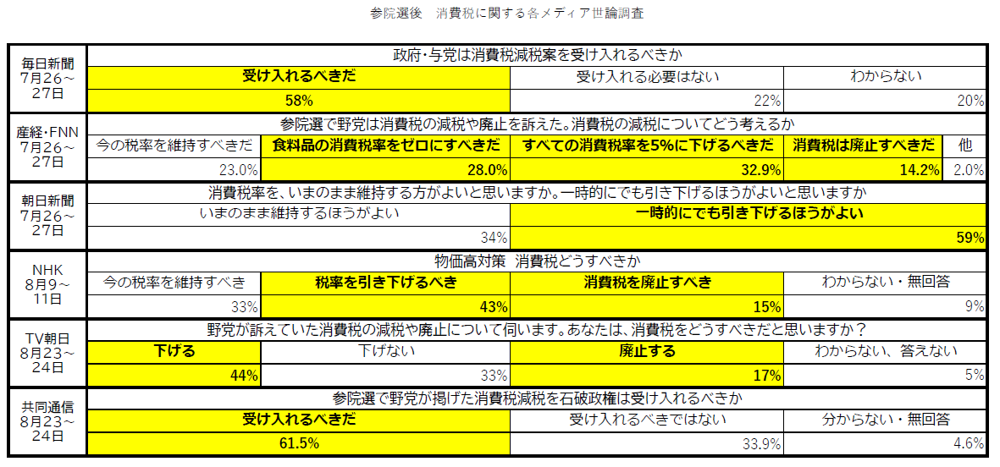 参院選後　消費税に関する各メディア世論調査
毎日新聞
7月26～
27日
政府・与党は消費税減税案を受け入れるべきか
受け入れるべきだ 受け入れる必要はない わからない
58% 22% 20%
産経・FNN
7月26～
27日
参院選で野党は消費税の減税や廃止を訴えた。消費税の減税についてどう考えるか
今の税率を維持すべきだ 食料品の消費税率をゼロにすべきだ すべての消費税率を5%に下げるべきだ 消費税は廃止すべきだ 他
23.0% 28.0% 32.9% 14.2% 2.0%
朝日新聞
7月26～
27日
消費税率を、いまのまま維持する方がよいと思いますか。一時的にでも引き下げるほうがよいと思いますか
いまのまま維持するほうがよい 一時的にでも引き下げるほうがよい
34% 59%
NHK
8月9～
11日
物価高対策 消費税どうすべきか
今の税率を維持すべき 税率を引き下げるべき 消費税を廃止すべき わからない・無回答
33% 43% 15% 9%
TV朝日
8月23～
24日
野党が訴えていた消費税の減税や廃止について伺います。あなたは、消費税をどうすべきだと思いますか？
下げる 下げない 廃止する わからない、答えない
44% 33% 17% 5%
共同通信
8月23～
24日
参院選で野党が掲げた消費税減税を石破政権は受け入れるべきか
受け入れるべきだ 受け入れるべきではない 分からない・無回答
61.5% 33.9% 4.6%